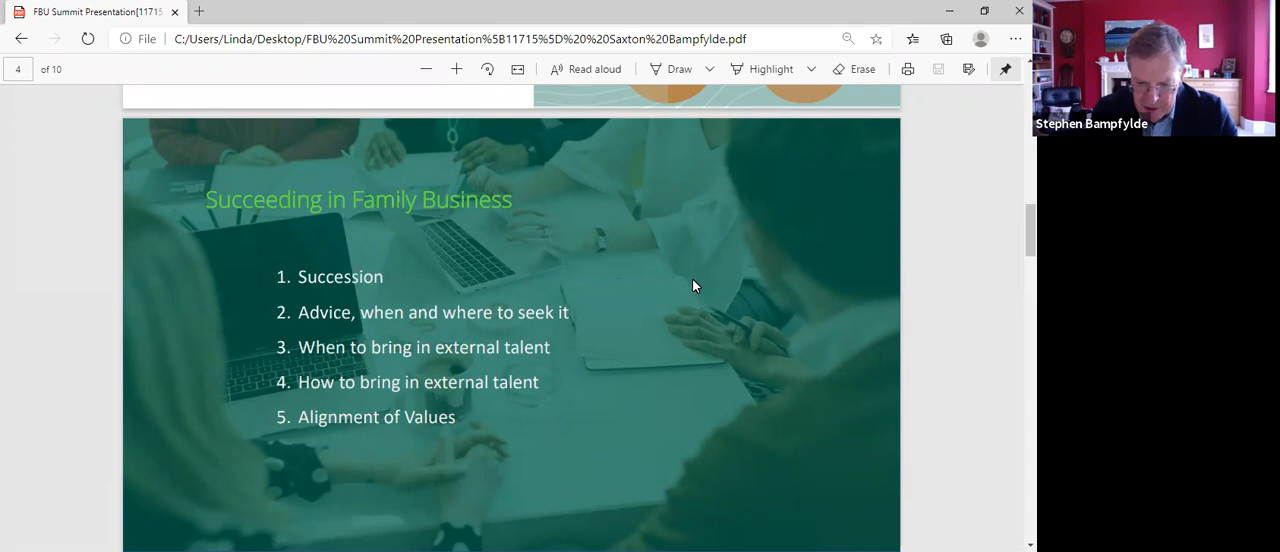 FBU Summit Presentation[11715]
File
C:/Users/Linda/Desktop/FBU%20Summit%20Presentation%5B11715%5D%20%20Saxton%20Bampfylde.pdf
4 of 10
Read aloud
Draw
Highlight
Erase
Stephen Bampfylde
Succeeding in Family Business
1. Succession
2. Advice, when and where to seek it
3. When to bring in external talent
4. How to bring in external talent
5. Alignment of Values